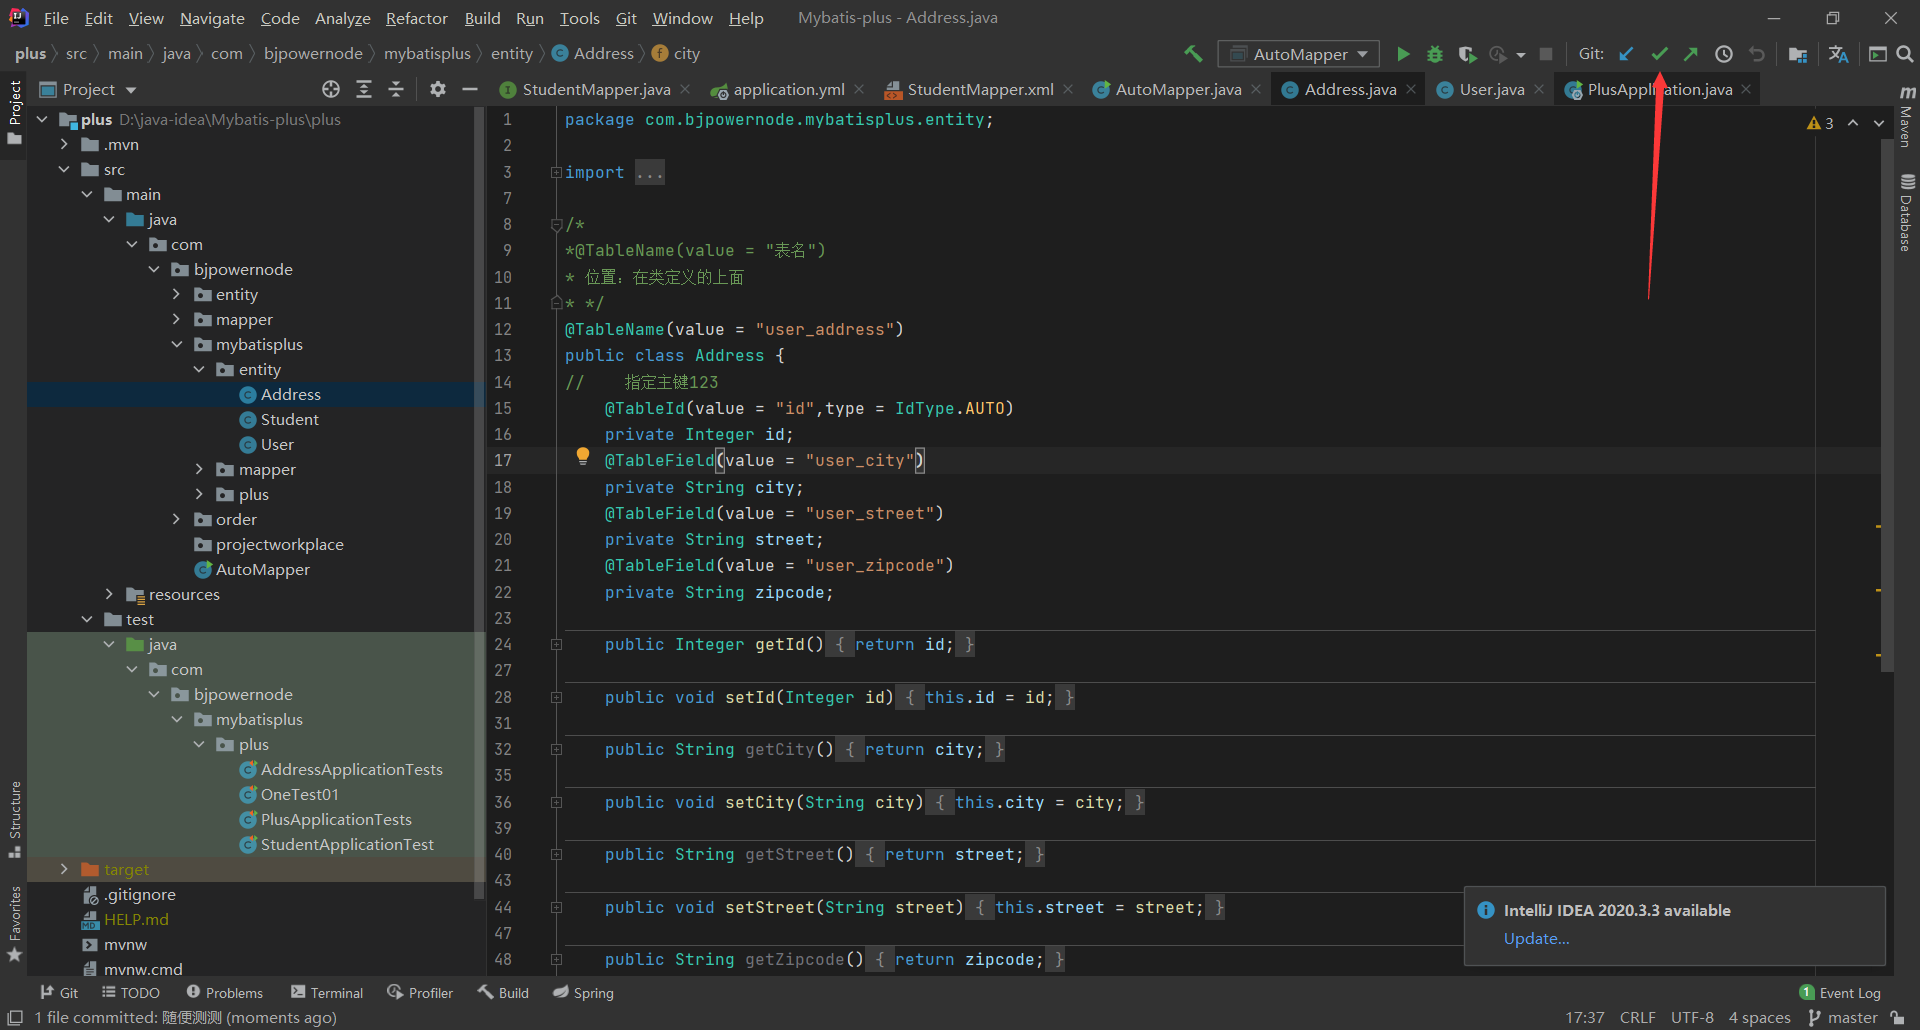 File Edit View Navigate Code Analyze Refactor Build Run Tools Git Window Help Mybatis-plus - Address.java
plus src main java com bjpowernode mybatisplus entity Address city AutoMapper Git:
Project StudentMapper.java application.yml StudentMapper.xml AutoMapper.java Address.java User.java PlusApplication.java
plus D:\java-idea\Mybatis-plus\plus
.mvn
src
main
java
com
bjpowernode
entity
mapper
mybatisplus
entity
Address
Student
User
mapper
plus
order
projectworkplace
AutoMapper
resources
test
java
com
bjpowernode
mybatisplus
plus
AddressApplicationTests
OneTest01
PlusApplicationTests
StudentApplicationTest
target
.gitignore
HELP.md
mvnw
mvnw.cmd
1 package com.bjpowernode.mybatisplus.entity;
2
3 import ...
7
8 /*
9 *@TableName(value = "表名")
10 * 位置：在类定义的上面
11 * */
12 @TableName(value = "user_address")
13 public class Address {
14 // 指定主键123
15 @TableId(value = "id",type = IdType.AUTO)
16 private Integer id;
17 @TableField(value = "user_city")
18 private String city;
19 @TableField(value = "user_street")
20 private String street;
21 @TableField(value = "user_zipcode")
22 private String zipcode;
23
24 public Integer getId() { return id; }
27
28 public void setId(Integer id) { this.id = id; }
31
32 public String getCity() { return city; }
35
36 public void setCity(String city) { this.city = city; }
39
40 public String getStreet() { return street; }
43
44 public void setStreet(String street) { this.street = street; }
47
48 public String getZipcode() { return zipcode; }
3
Project
Structure
Favorites
Maven
Database
IntelliJ IDEA 2020.3.3 available
Update...
Git TODO Problems Terminal Profiler Build Spring 1 Event Log
1 file committed: 随便测测 (moments ago) 17:37 CRLF UTF-8 4 spaces master